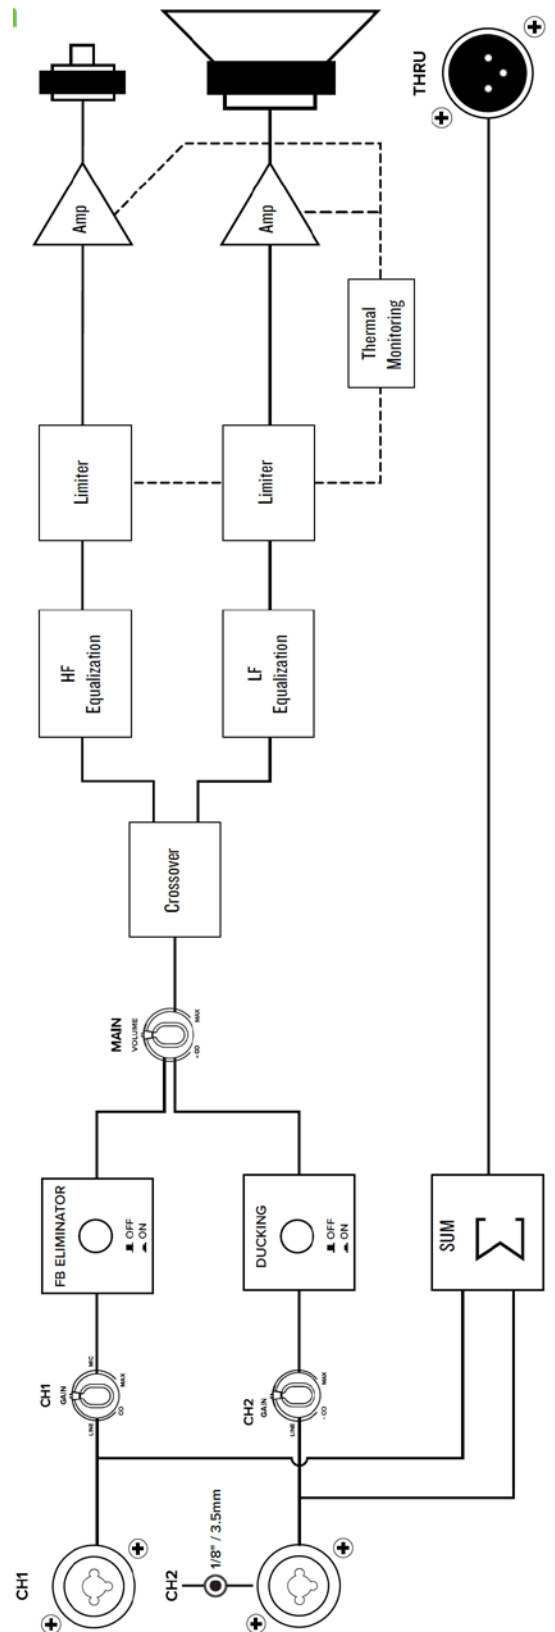 THRU
Amp
Amp
Thermal
Monitoring
Limiter
Limiter
HF
Equalization
LF
Equalization
Crossover
MAIN
VOLUME
- ∞
MAX
FB ELIMINATOR
OFF
ON
DUCKING
OFF
ON
SUM
Σ
CH1
GAIN
LINE
MIC
∞
MAX
CH2
GAIN
LINE
- ∞
MAX
CH1
CH2
1/8" / 3.5mm